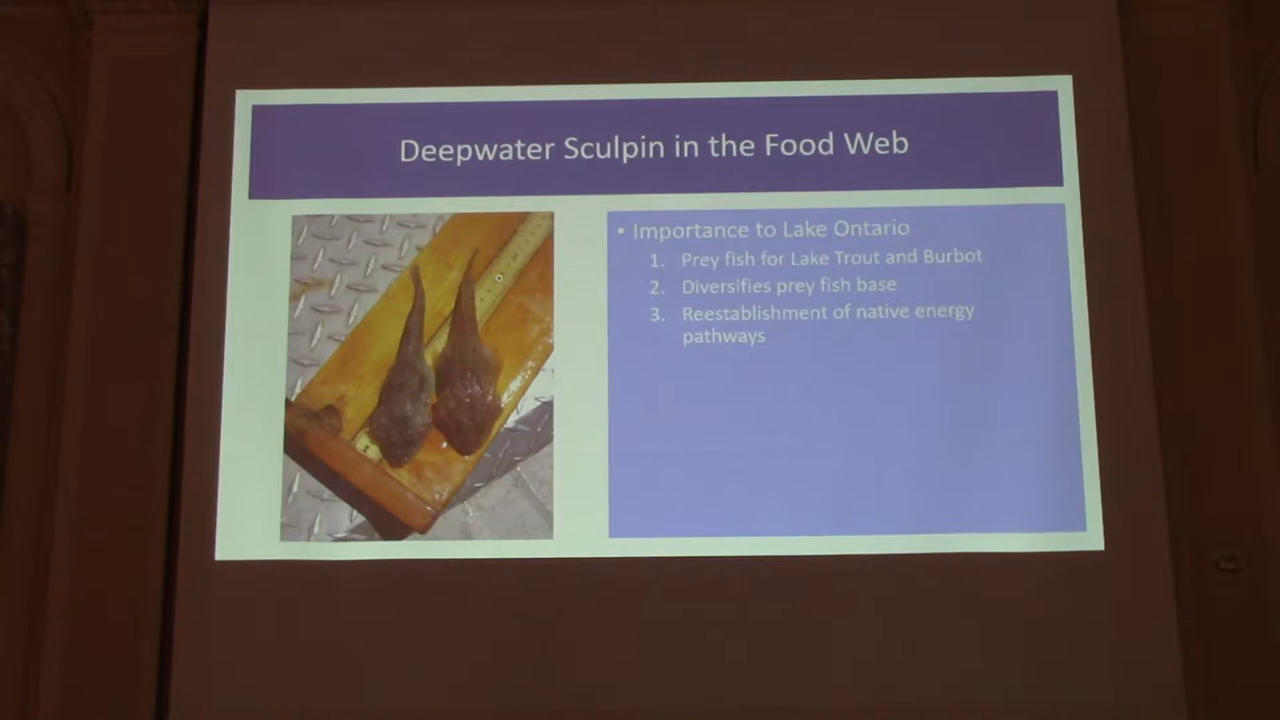 Deepwater Sculpin in the Food Web
• Importance to Lake Ontario
1. Prey fish for Lake Trout and Burbot
2. Diversifies prey fish base
3. Reestablishment of native energy
pathways